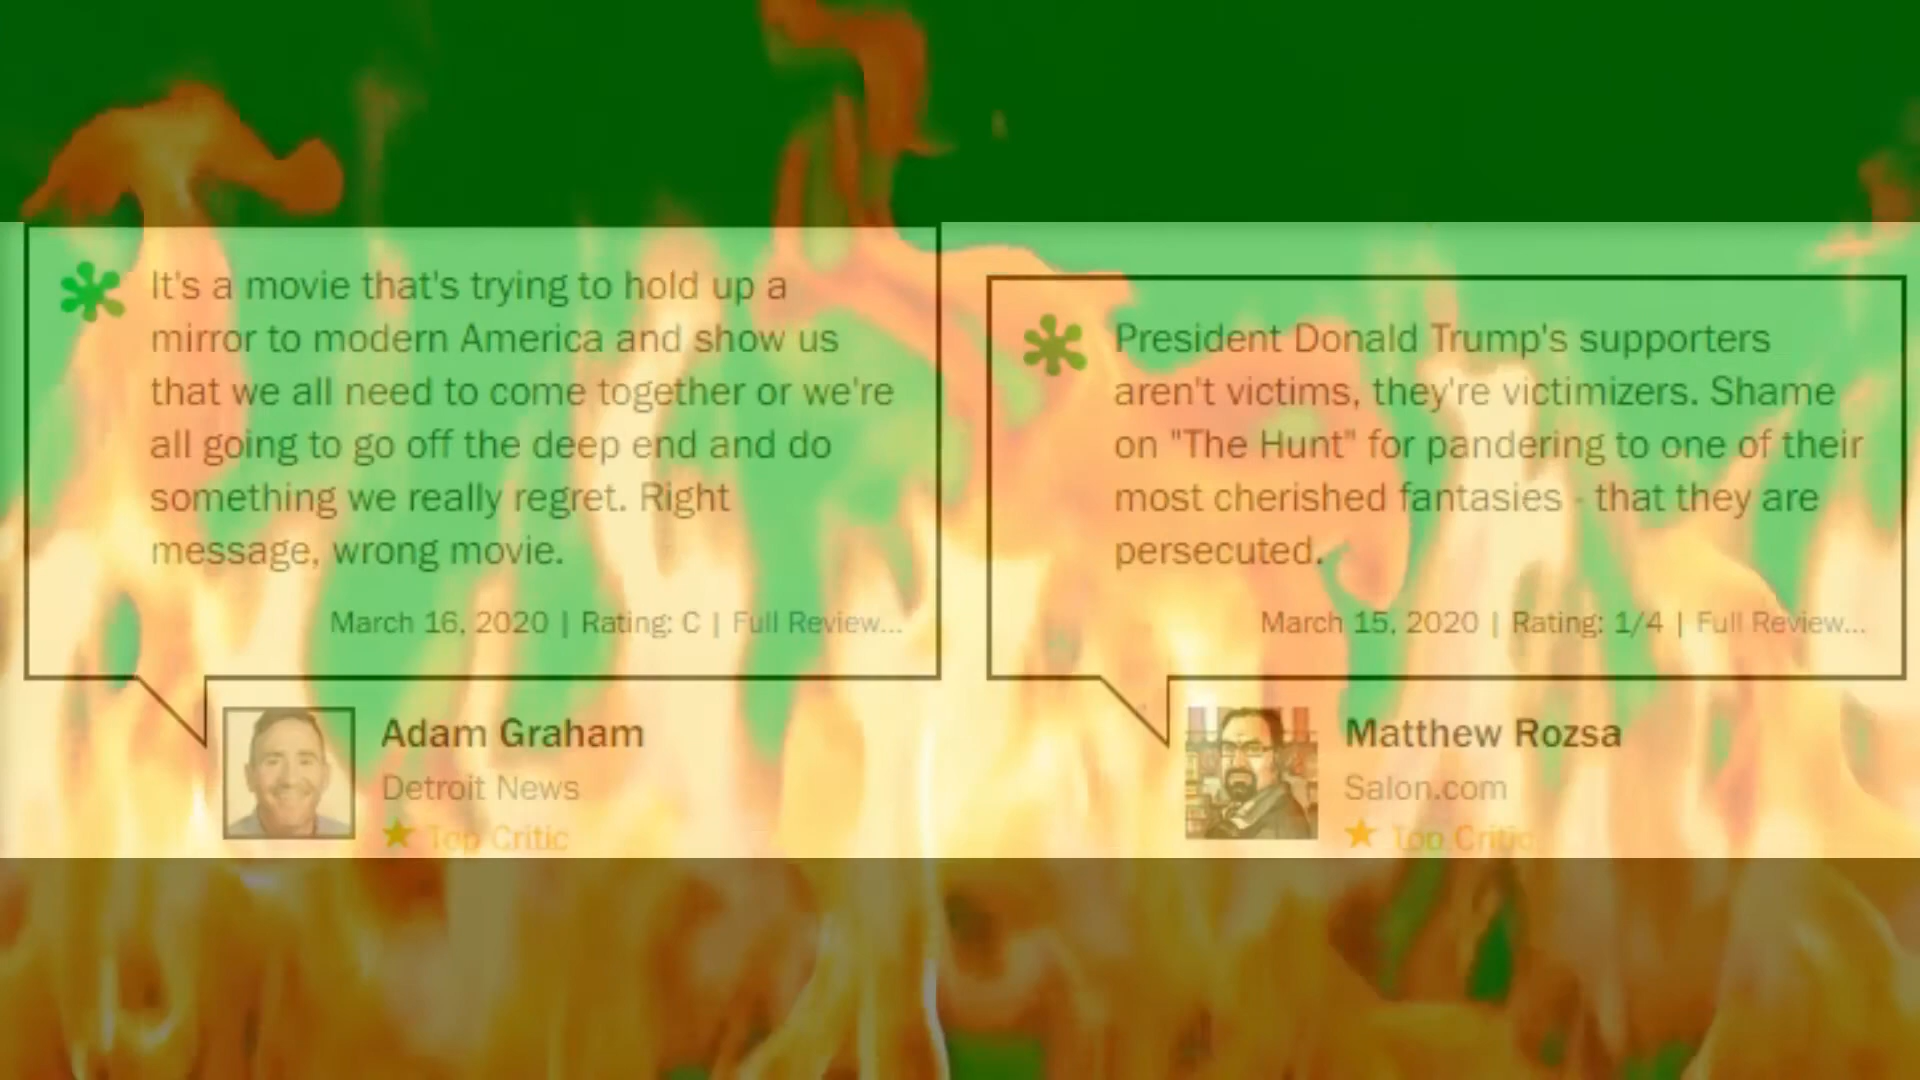 It's a movie that's trying to hold up a
mirror to modern America and show us
that we all need to come together or we're
all going to go off the deep end and do
something we really regret. Right
message, wrong movie.
March 16, 2020 | Rating: C | Full Review...
Adam Graham
Detroit News
Top Critic
President Donald Trump's supporters
aren't victims, they're victimizers. Shame
on "The Hunt" for pandering to one of their
most cherished fantasies - that they are
persecuted.
March 15, 2020 | Rating: 1/4 | Full Review...
Matthew Rozsa
Salon.com
Top Critic